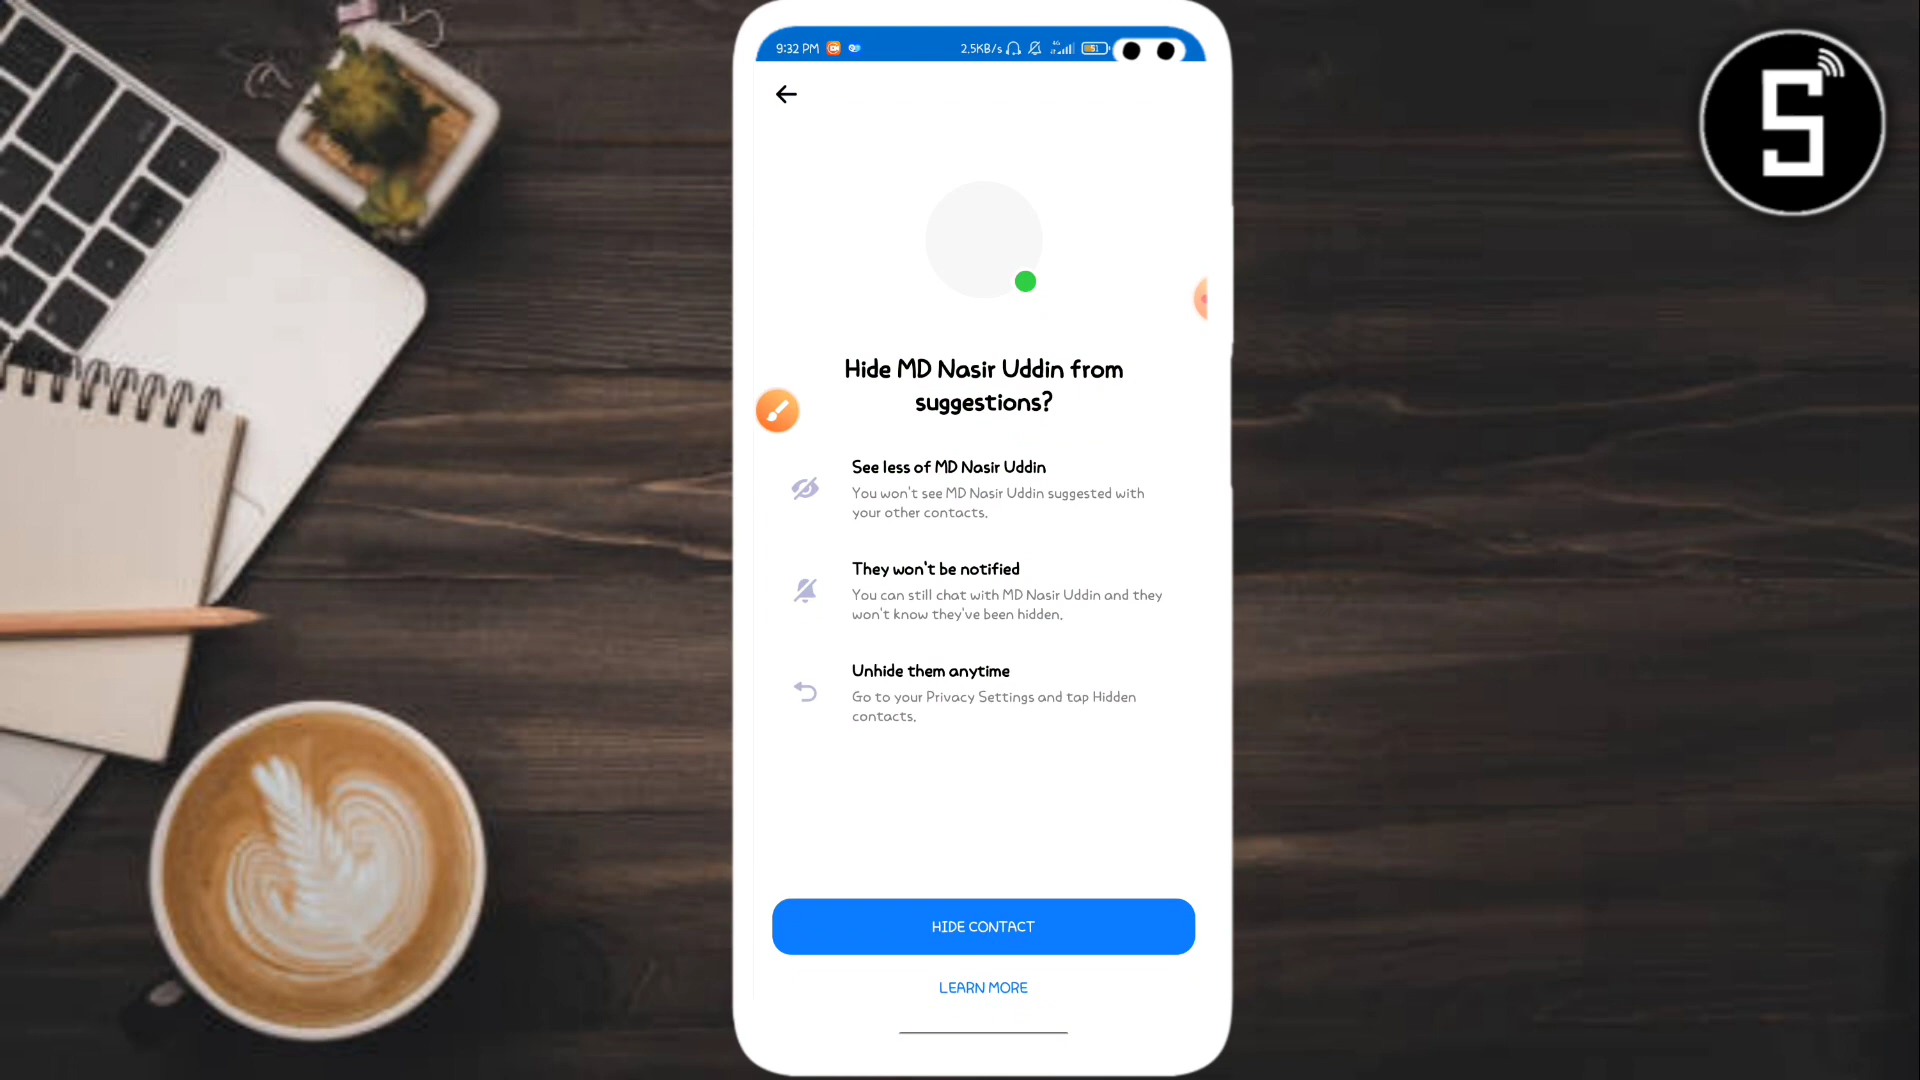 9:32 PM 2.5KB/s 4G 51
Hide MD Nasir Uddin from
suggestions?
See less of MD Nasir Uddin
You won't see MD Nasir Uddin suggested with
your other contacts.
They won't be notified
You can still chat with MD Nasir Uddin and they
won't know they've been hidden.
Unhide them anytime
Go to your Privacy Settings and tap Hidden
contacts.
HIDE CONTACT
LEARN MORE
S